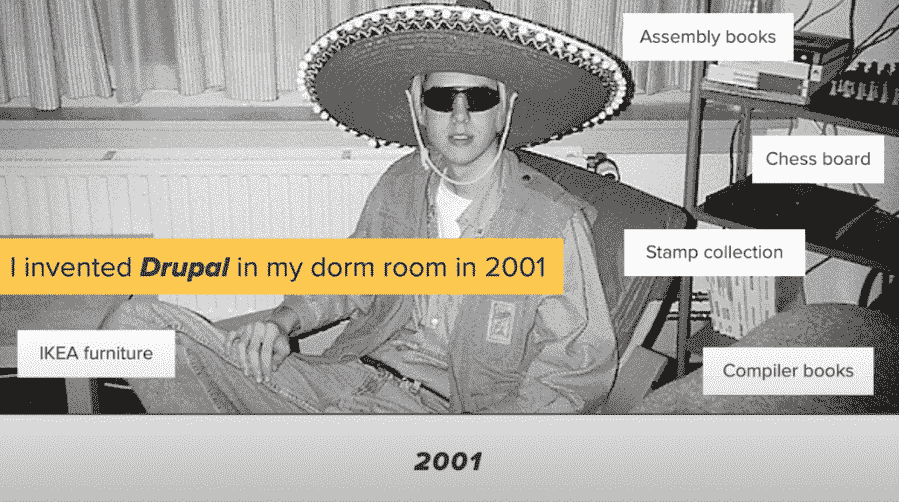 Assembly books
Chess board
I invented Drupal in my dorm room in 2001
Stamp collection
IKEA furniture
Compiler books
2001